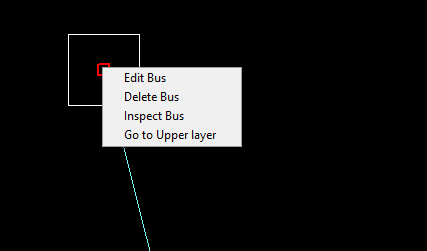 Edit Bus
Delete Bus
Inspect Bus
Go to Upper layer